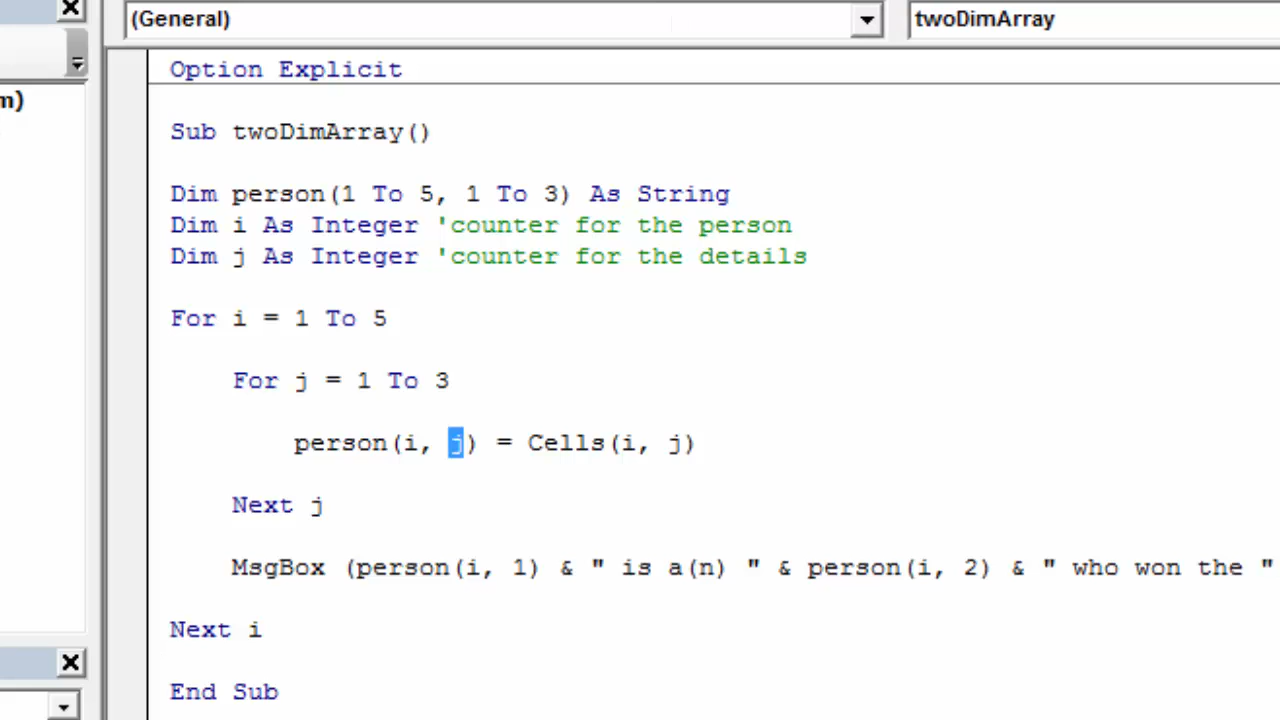 (General) twoDimArray
m)
Option Explicit
Sub twoDimArray()
Dim person(1 To 5, 1 To 3) As String
Dim i As Integer 'counter for the person
Dim j As Integer 'counter for the details
For i = 1 To 5
For j = 1 To 3
person(i, j) = Cells(i, j)
Next j
MsgBox (person(i, 1) & " is a(n) " & person(i, 2) & " who won the "
Next i
End Sub